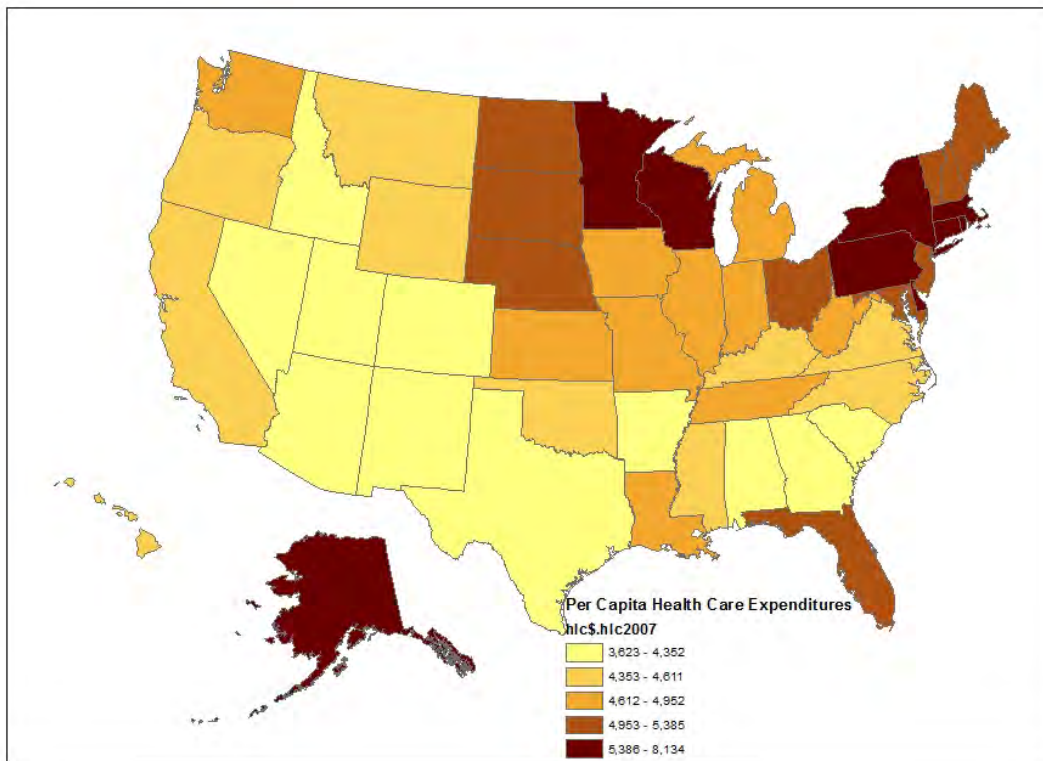 Per Capita Health Care Expenditures
hlc$.hlc2007
3,623 - 4,352
4,353 - 4,611
4,612 - 4,952
4,953 - 5,385
5,386 - 8,134